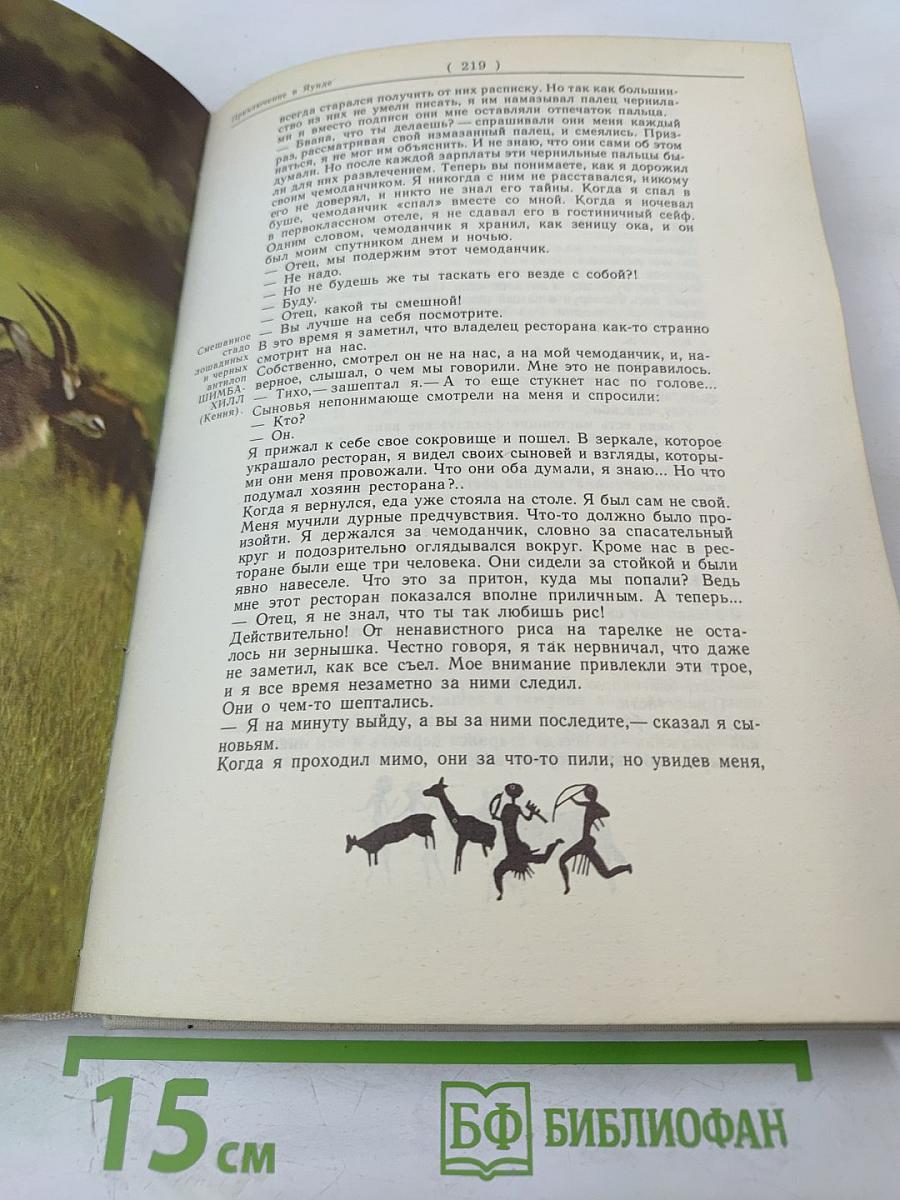 ( 219 )
Приключение в Яунде
всегда старался получить от них расписку. Но так как большин-
ство из них не умели писать, я им намазывал палец чернила-
ми и вместо подписи они мне оставляли отпечаток пальца.
— Бвана, что ты делаешь? — спрашивали они меня каждый
раз, рассматривая свой измазанный палец, и смеялись. Приз-
наться, я не мог им объяснить. И не знаю, что они сами об этом
думали. Но после каждой зарплаты эти чернильные пальцы бы-
ли для них развлечением. Теперь вы понимаете, как я дорожил
своим чемоданчиком. Я никогда с ним не расставался, никому
его не доверял, и никто не знал его тайны. Когда я спал в
буше, чемоданчик «спал» вместе со мной. Когда я ночевал
в первоклассном отеле, я не сдавал его в гостиничный сейф.
Одним словом, чемоданчик я хранил, как зеницу ока, и он
был моим спутником днем и ночью.
— Отец, мы подержим этот чемоданчик.
— Не надо.
— Но не будешь же ты таскать его везде с собой?!
— Буду.
— Отец, какой ты смешной!
— Вы лучше на себя посмотрите.
В это время я заметил, что владелец ресторана как-то странно
смотрит на нас.
Собственно, смотрел он не на нас, а на мой чемоданчик, и, на-
верное, слышал, о чем мы говорили. Мне это не понравилось.
— Тихо,— зашептал я.— А то еще стукнет нас по голове...
Сыновья непонимающе смотрели на меня и спросили:
— Кто?
— Он.
Я прижал к себе свое сокровище и пошел. В зеркале, которое
украшало ресторан, я видел своих сыновей и взгляды, которы-
ми они меня провожали. Что они оба думали, я знаю... Но что
подумал хозяин ресторана?..
Когда я вернулся, еда уже стояла на столе. Я был сам не свой.
Меня мучили дурные предчувствия. Что-то должно было про-
изойти. Я держался за чемоданчик, словно за спасательный
круг и подозрительно оглядывался вокруг. Кроме нас в рес-
торане были еще три человека. Они сидели за стойкой и были
явно навеселе. Что это за притон, куда мы попали? Ведь
мне этот ресторан показался вполне приличным. А теперь...
— Отец, я не знал, что ты так любишь рис!
Действительно! От ненавистного риса на тарелке не оста-
лось ни зернышка. Честно говоря, я так нервничал, что даже
не заметил, как все съел. Мое внимание привлекли эти трое,
и я все время незаметно за ними следил.
Они о чем-то шептались.
— Я на минуту выйду, а вы за ними последите,— сказал я сы-
новьям.
Когда я проходил мимо, они за что-то пили, но увидев меня,
Смешанное
стадо
лошадиных
и черных
антилоп
ШИМБА-
ХИЛЛ
(Кения).
15 см
БФ БИБЛИОФАН